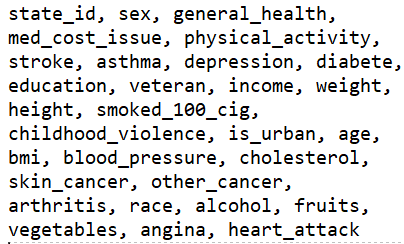 state_id, sex, general_health,
med_cost_issue, physical_activity,
stroke, asthma, depression, diabete,
education, veteran, income, weight,
height, smoked_100_cig,
childhood_violence, is_urban, age,
bmi, blood_pressure, cholesterol,
skin_cancer, other_cancer,
arthritis, race, alcohol, fruits,
vegetables, angina, heart_attack